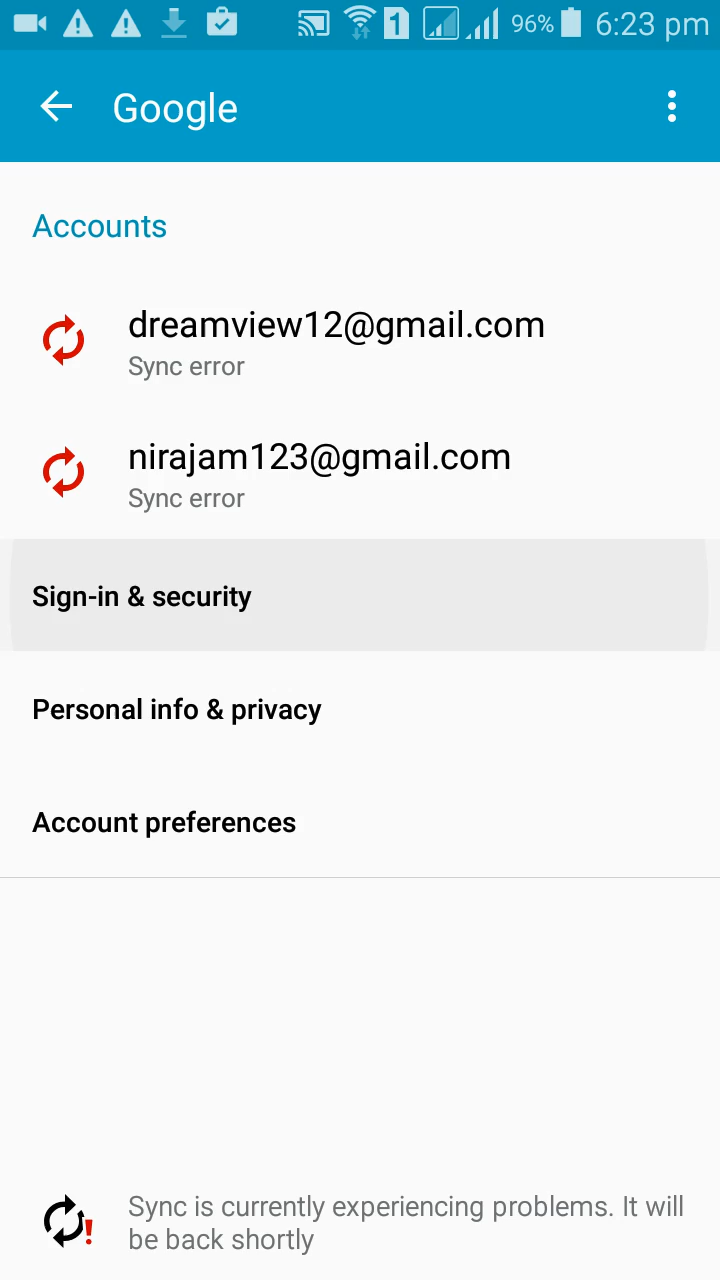 1 96% 6:23 pm
Google
Accounts
dreamview12@gmail.com
Sync error
nirajam123@gmail.com
Sync error
Sign-in & security
Personal info & privacy
Account preferences
Sync is currently experiencing problems. It will
be back shortly